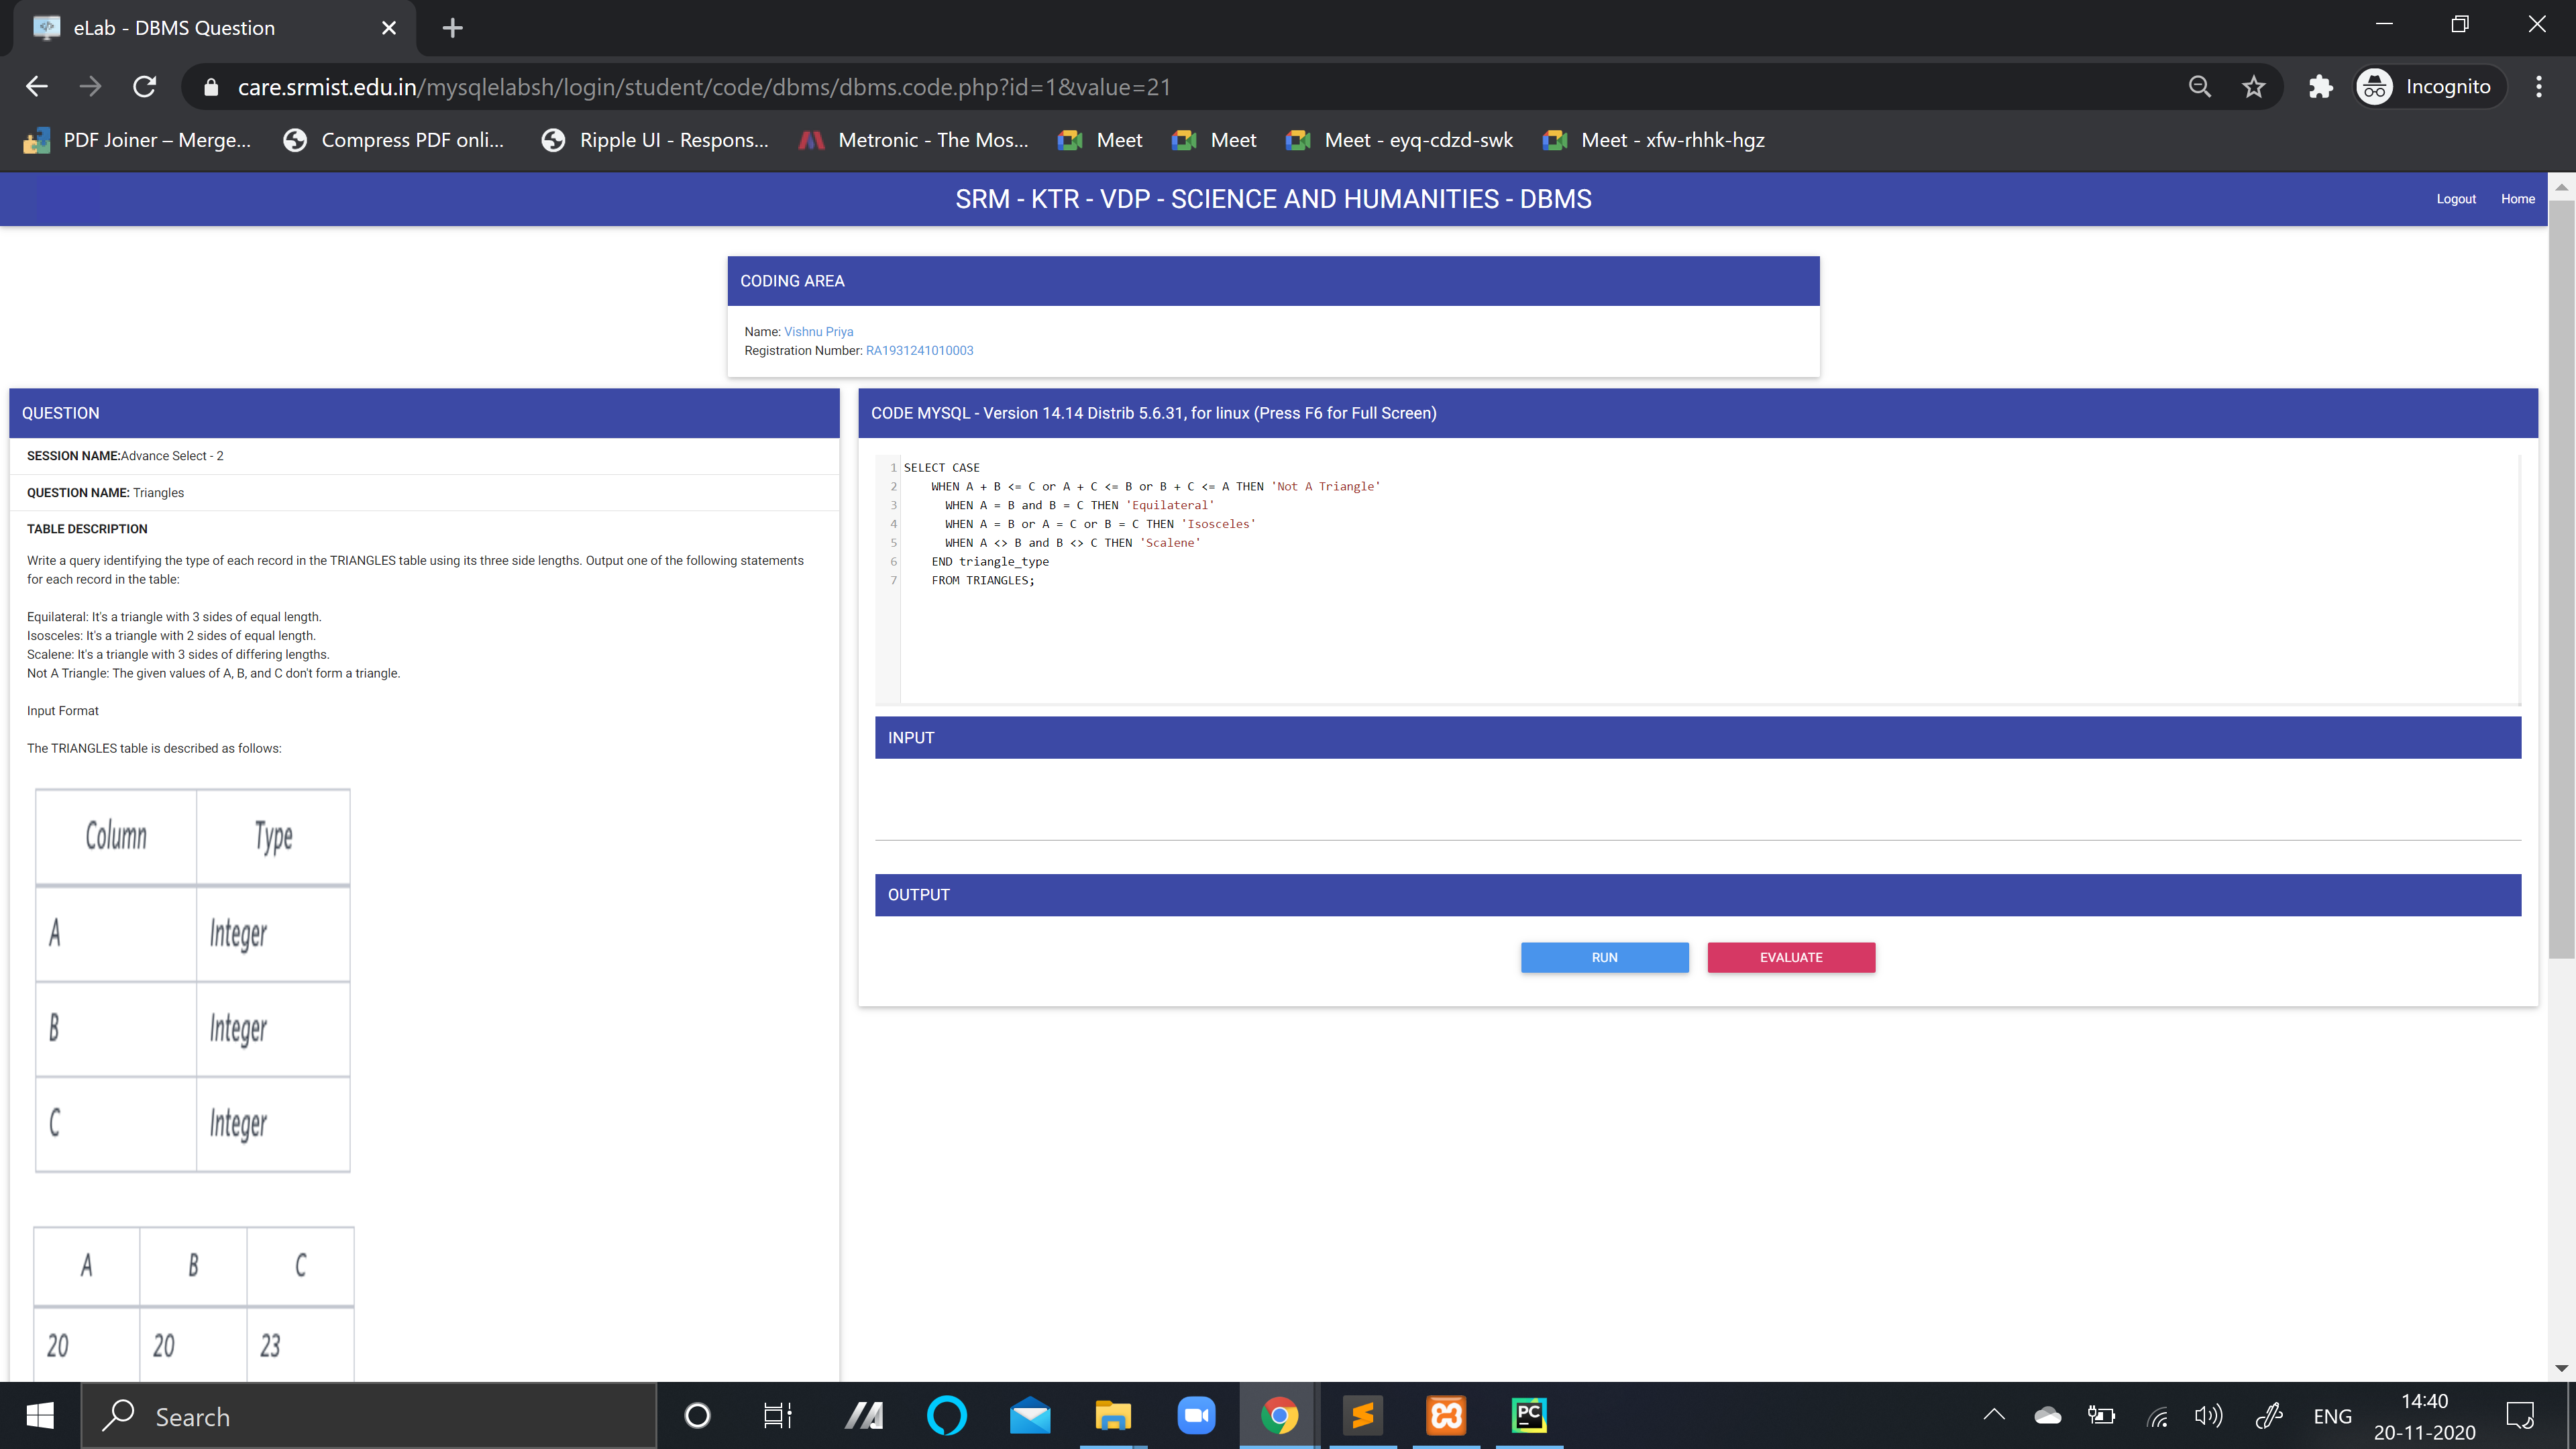 eLab - DBMS Question
care.srmist.edu.in/mysqlelabsh/login/student/code/dbms/dbms.code.php?id=1&value=21
Incognito
PDF Joiner – Merge...
Compress PDF onli...
Ripple UI - Respons...
Metronic - The Mos...
Meet
Meet
Meet - eyq-cdzd-swk
Meet - xfw-rhhk-hgz
SRM - KTR - VDP - SCIENCE AND HUMANITIES - DBMS
Logout
Home
CODING AREA
Name: Vishnu Priya
Registration Number: RA1931241010003
QUESTION
SESSION NAME:Advance Select - 2
QUESTION NAME: Triangles
TABLE DESCRIPTION
Write a query identifying the type of each record in the TRIANGLES table using its three side lengths. Output one of the following statements
for each record in the table:
Equilateral: It's a triangle with 3 sides of equal length.
Isosceles: It's a triangle with 2 sides of equal length.
Scalene: It's a triangle with 3 sides of differing lengths.
Not A Triangle: The given values of A, B, and C don't form a triangle.
Input Format
The TRIANGLES table is described as follows:
Column Type
A Integer
B Integer
C Integer
A B C
20 20 23
CODE MYSQL - Version 14.14 Distrib 5.6.31, for linux (Press F6 for Full Screen)
1 SELECT CASE
2 WHEN A + B <= C or A + C <= B or B + C <= A THEN 'Not A Triangle'
3 WHEN A = B and B = C THEN 'Equilateral'
4 WHEN A = B or A = C or B = C THEN 'Isosceles'
5 WHEN A <> B and B <> C THEN 'Scalene'
6 END triangle_type
7 FROM TRIANGLES;
INPUT
OUTPUT
RUN
EVALUATE
Search
PC
ENG
14:40
20-11-2020